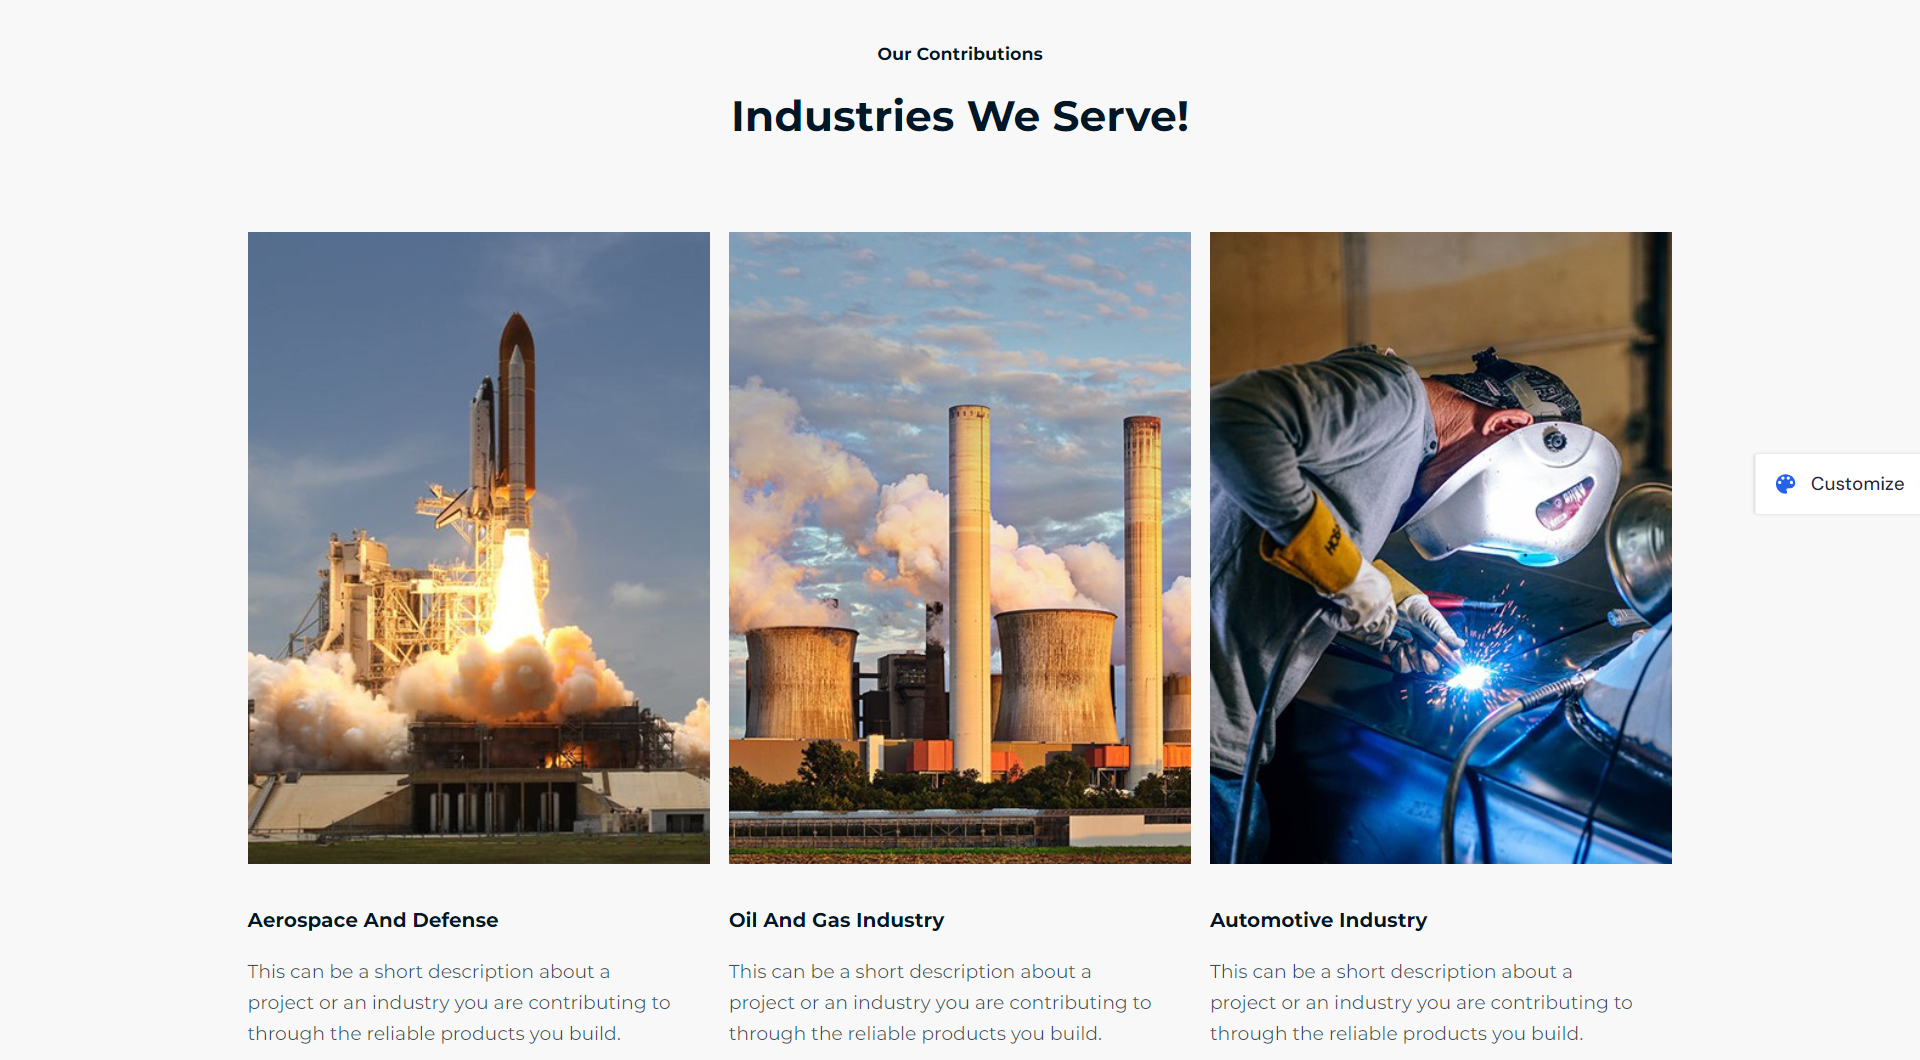 Our Contributions
Industries We Serve!
Customize
Aerospace And Defense
This can be a short description about a
project or an industry you are contributing to
through the reliable products you build.
Oil And Gas Industry
This can be a short description about a
project or an industry you are contributing to
through the reliable products you build.
Automotive Industry
This can be a short description about a
project or an industry you are contributing to
through the reliable products you build.